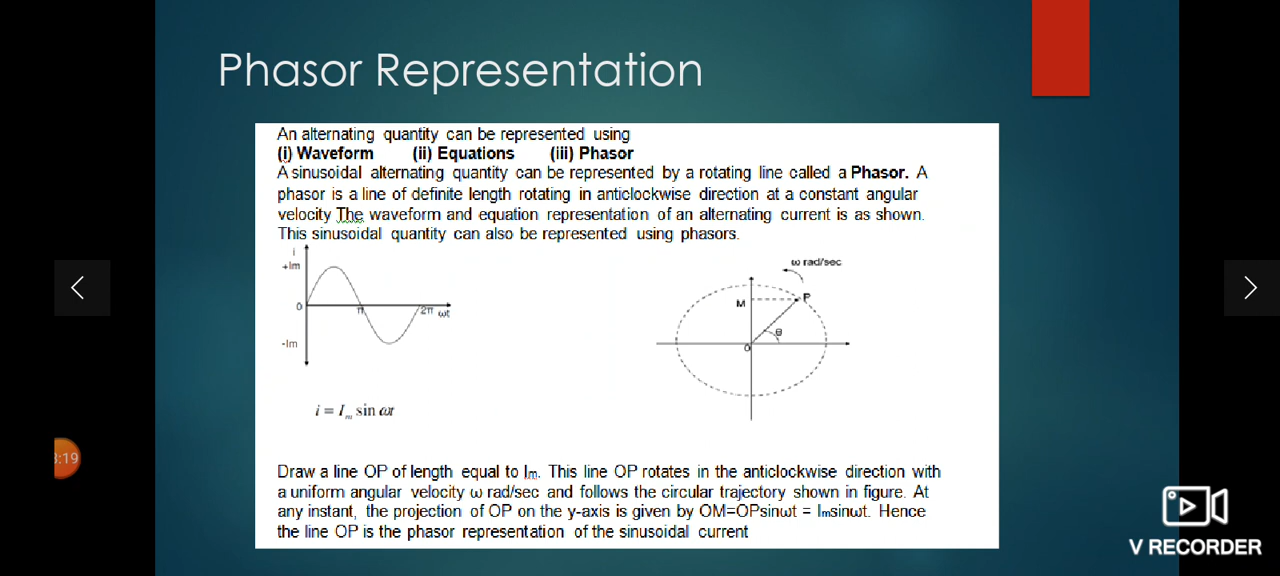 Phasor Representation
An alternating quantity can be represented using
(i) Waveform (ii) Equations (iii) Phasor
A sinusoidal alternating quantity can be represented by a rotating line called a Phasor. A
phasor is a line of definite length rotating in anticlockwise direction at a constant angular
velocity The waveform and equation representation of an alternating current is as shown.
This sinusoidal quantity can also be represented using phasors.
i
+Im
0
π
2π ωt
-Im
i = Im sin ωt
ω rad/sec
M
P
θ
0
Draw a line OP of length equal to Im. This line OP rotates in the anticlockwise direction with
a uniform angular velocity ω rad/sec and follows the circular trajectory shown in figure. At
any instant, the projection of OP on the y-axis is given by OM=OPsinωt = Imsinωt. Hence
the line OP is the phasor representation of the sinusoidal current
:19
V RECORDER